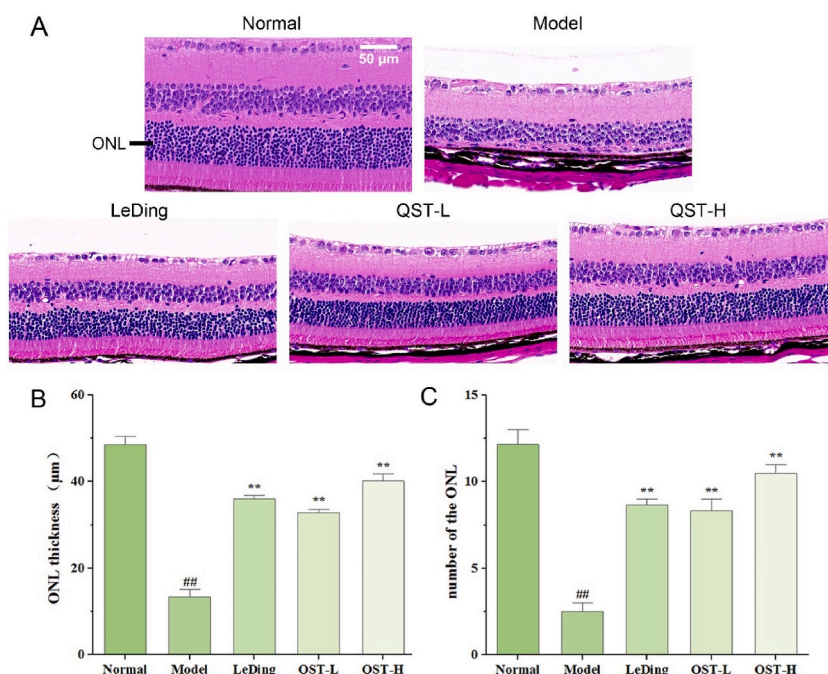 A
Normal
Model
50 μm
ONL
LeDing
QST-L
QST-H
B
60
40
20
0
ONL thickness （μm）
##
**
**
**
Normal
Model
LeDing
QST-L
QST-H
C
15
10
5
0
number of the ONL
##
**
**
**
Normal
Model
LeDing
QST-L
QST-H